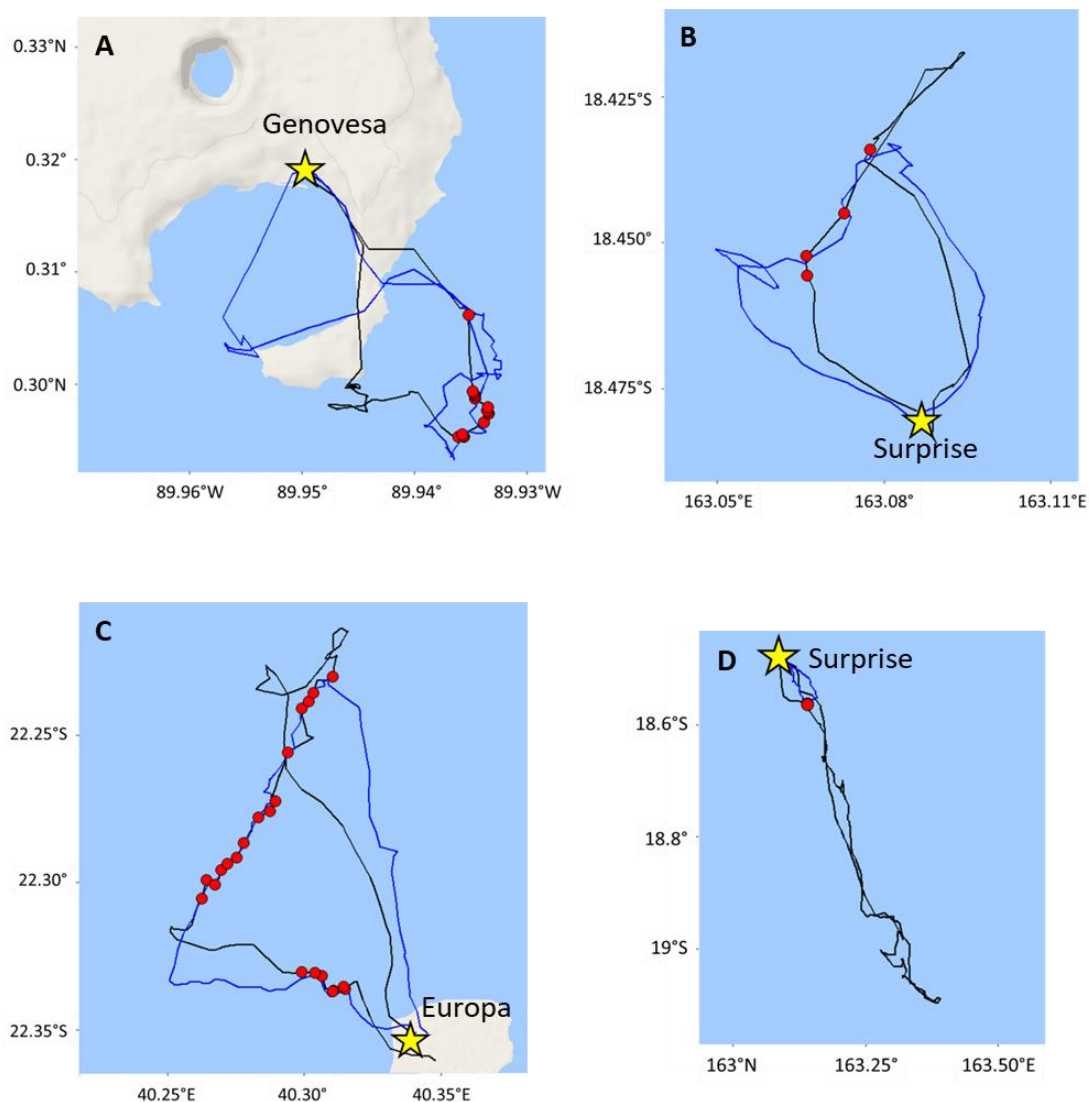 A
0.33°N
0.32°
0.31°
0.30°N
Genovesa
89.96°W
89.95°
89.94°
89.93°W
B
18.425°S
18.450°
18.475°S
Surprise
163.05°E
163.08°
163.11°E
C
22.25°S
22.30°
22.35°S
Europa
40.25°E
40.30°
40.35°E
D
Surprise
18.6°S
18.8°
19°S
163°N
163.25°
163.50°E